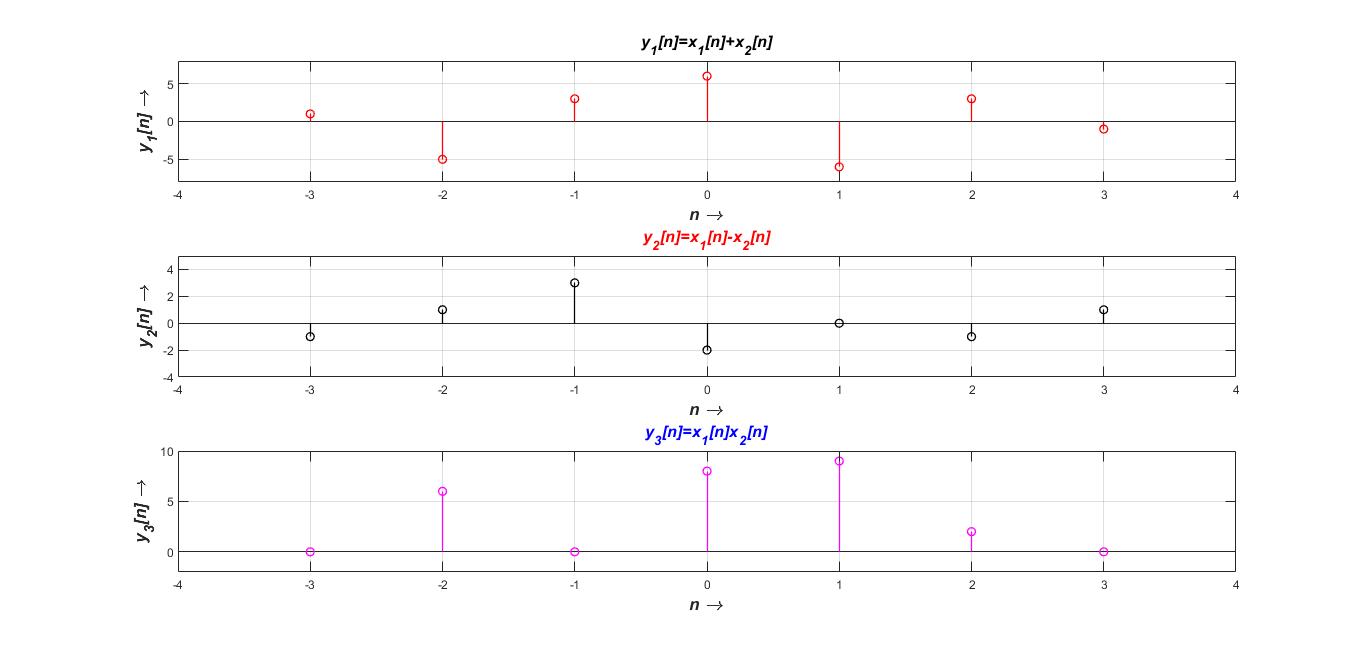 y1[n]=x1[n]+x2[n]
y1[n] →
5
0
-5
-4 -3 -2 -1 0 1 2 3 4
n →
y2[n]=x1[n]-x2[n]
y2[n] →
4
2
0
-2
-4
-4 -3 -2 -1 0 1 2 3 4
n →
y3[n]=x1[n]x2[n]
y3[n] →
10
5
0
-4 -3 -2 -1 0 1 2 3 4
n →